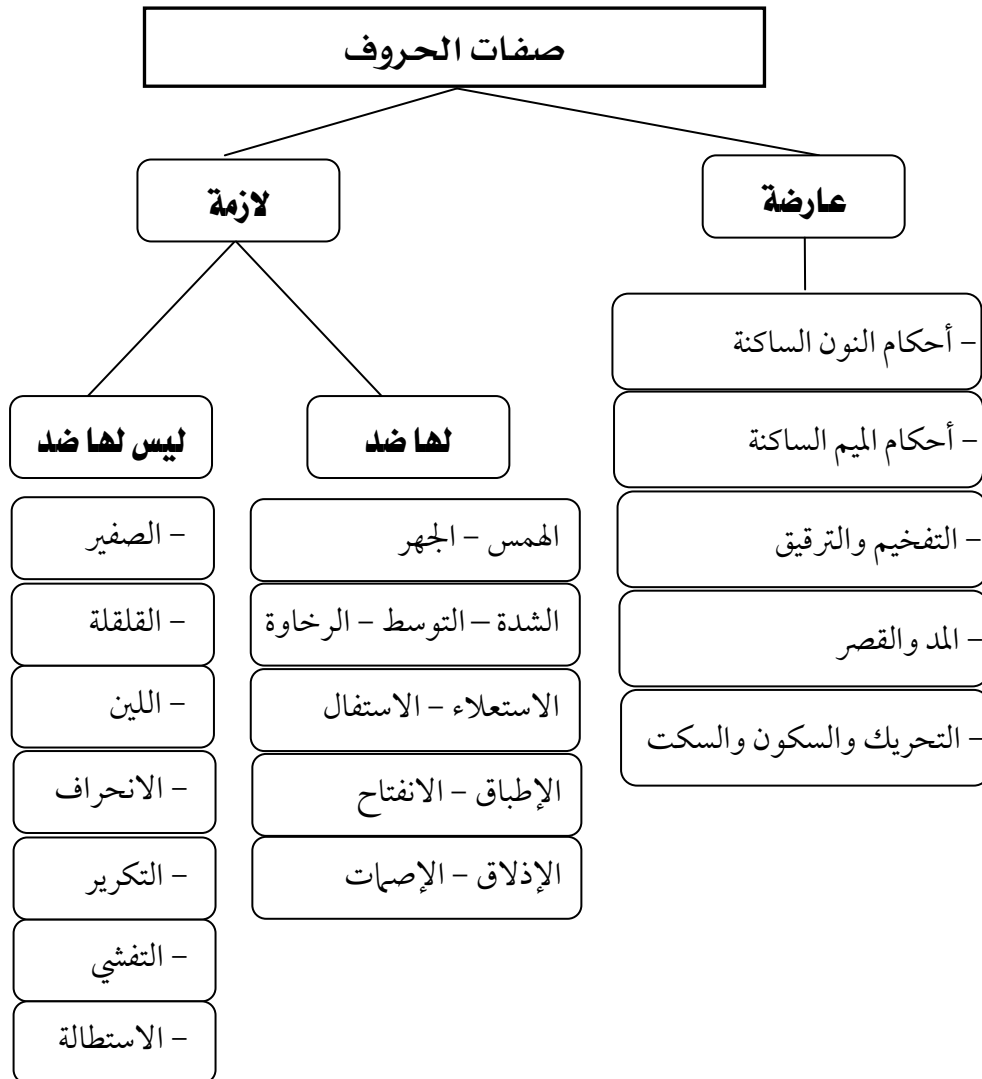 صفات الحروف
عارضة
– أحكام النون الساكنة
– أحكام الميم الساكنة
– التفخيم والترقيق
– المد والقصر
– التحريك والسكون والسكت
لازمة
لها ضد
الهمس – الجهر
الشدة – التوسط – الرخاوة
الاستعلاء – الاستفال
الإطباق – الانفتاح
الإذلاق – الإصمات
ليس لها ضد
– الصفير
– القلقلة
– اللين
– الانحراف
– التكرير
– التفشي
– الاستطالة